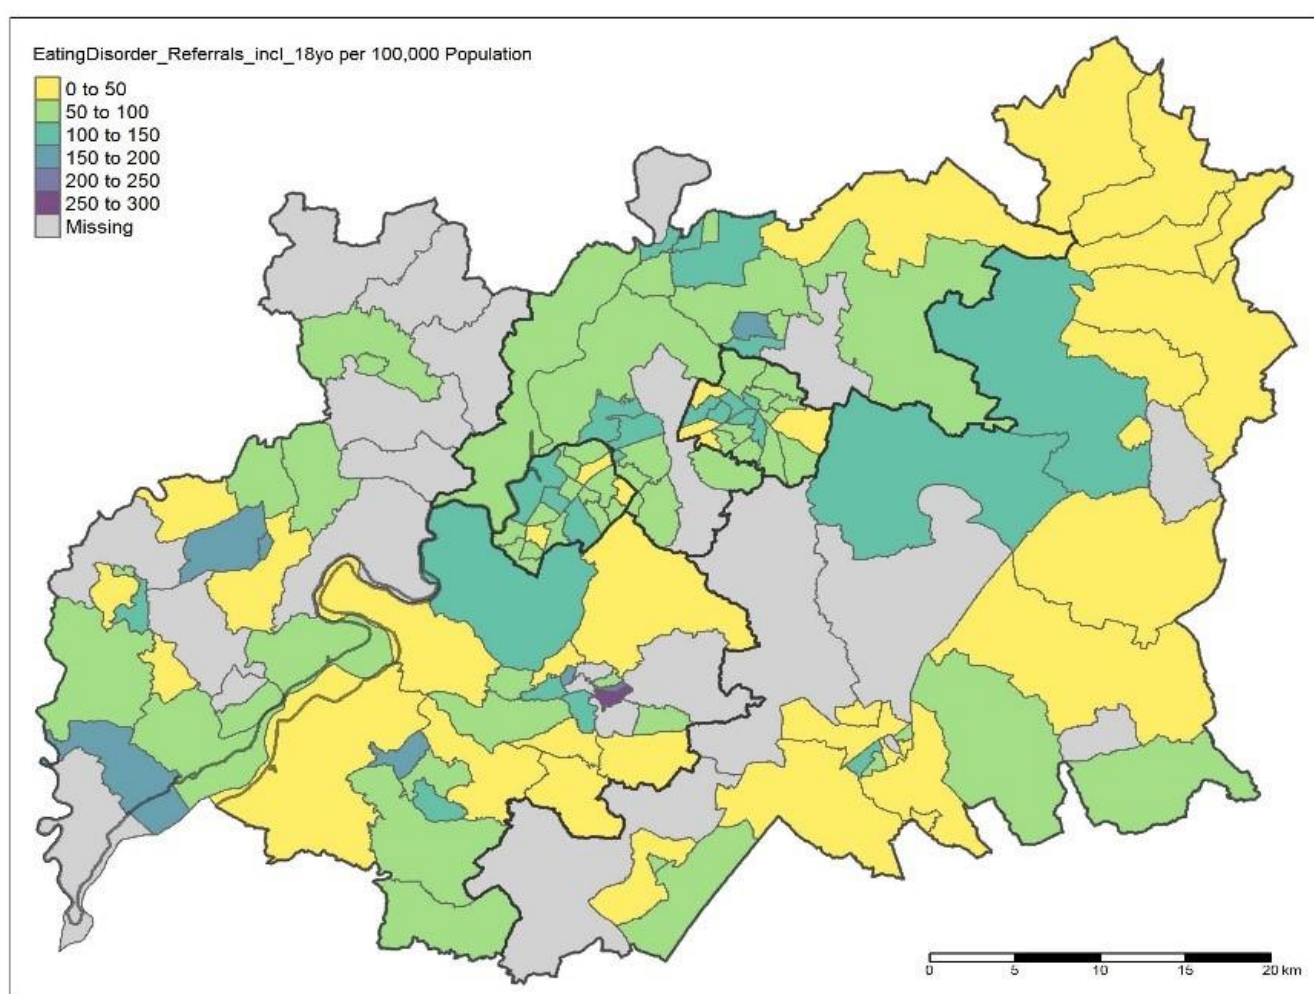 EatingDisorder_Referrals_incl_18yo per 100,000 Population
0 to 50
50 to 100
100 to 150
150 to 200
200 to 250
250 to 300
Missing
0 5 10 15 20 km